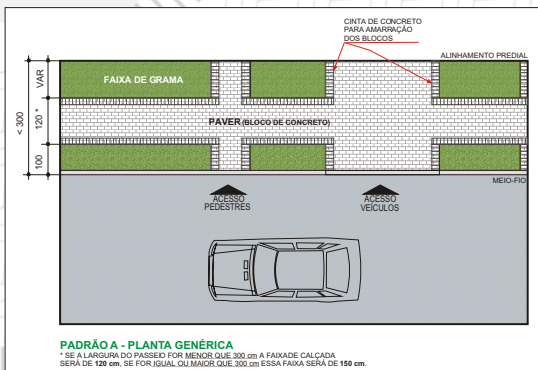 CINTA DE CONCRETO
PARA AMARRAÇÃO
DOS BLOCOS
ALINHAMENTO PREDIAL
FAIXA DE GRAMA
PAVER (BLOCO DE CONCRETO)
< 300
VAR
120 *
100
MEIO-FIO
ACESSO
PEDESTRES
ACESSO
VEÍCULOS
PADRÃO A - PLANTA GENÉRICA
* SE A LARGURA DO PASSEIO FOR MENOR QUE 300 cm A FAIXA DE CALÇADA
SERÁ DE 120 cm, SE FOR IGUAL OU MAIOR QUE 300 cm ESSA FAIXA SERÁ DE 150 cm.